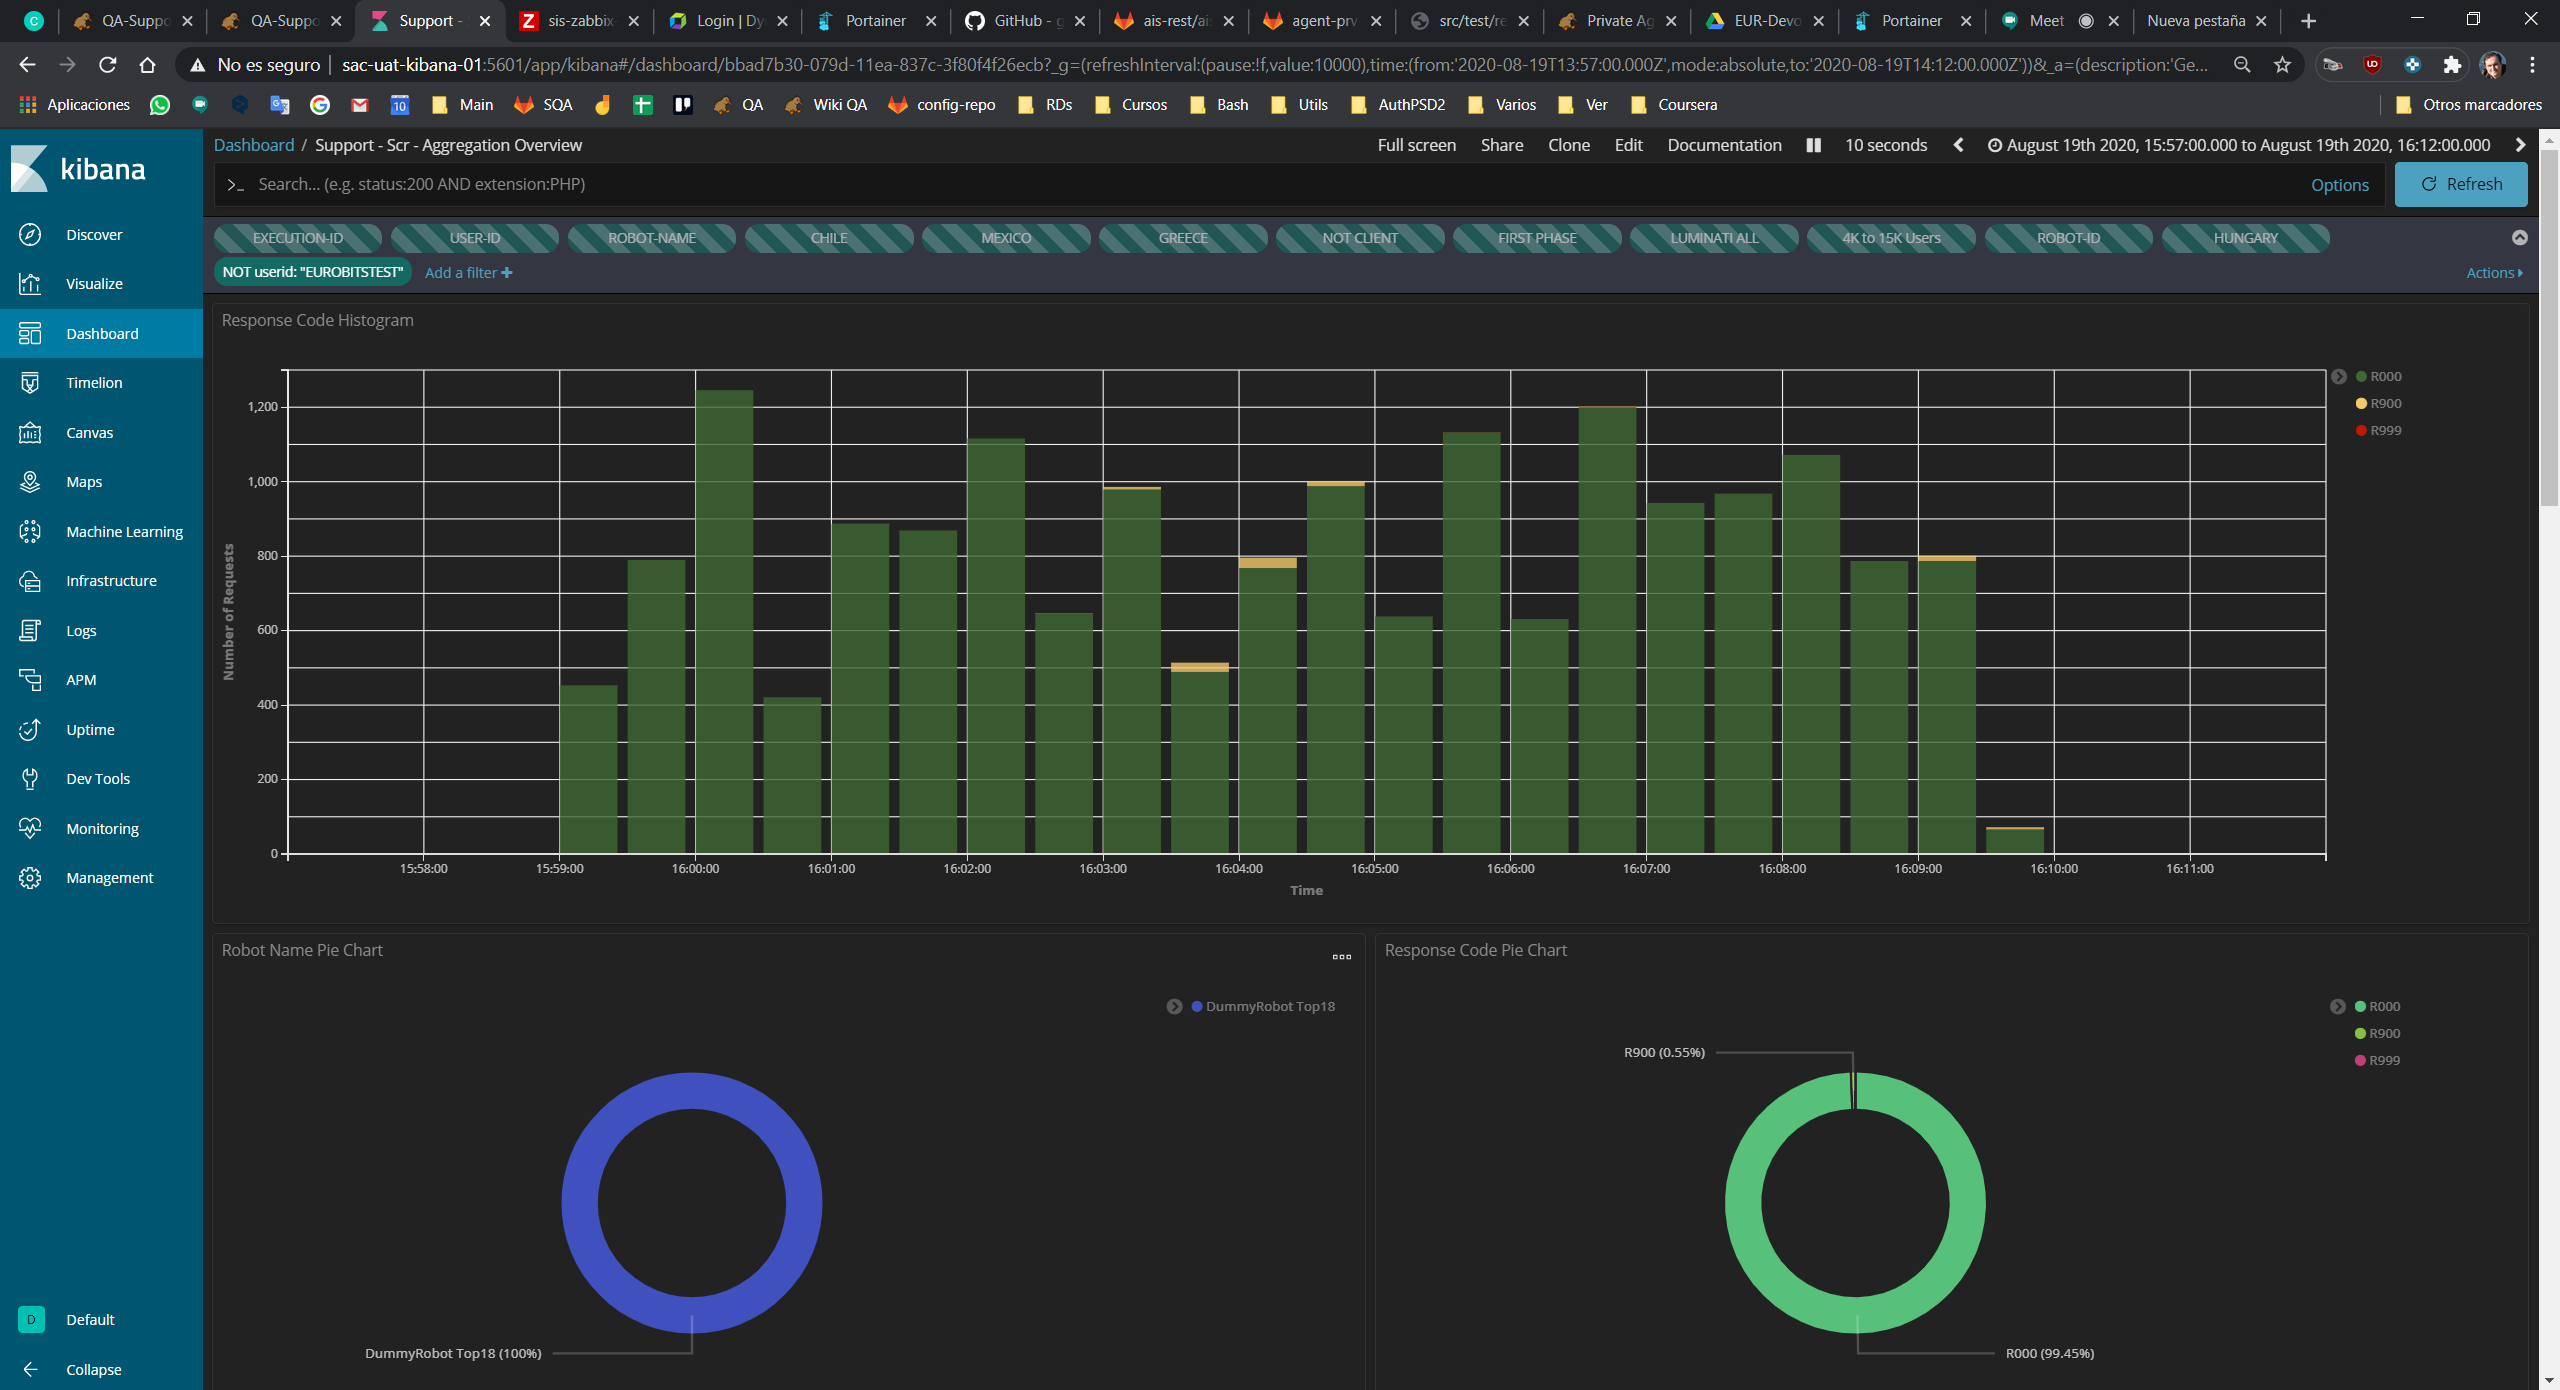 QA-Suppo
QA-Suppo
Support -
sis-zabbix-
Login | Dy
Portainer
GitHub - g
ais-rest/ai
agent-prv
src/test/re
Private Ag
EUR-Devo
Portainer
Meet
Nueva pestaña
No es seguro
sac-uat-kibana-01:5601/app/kibana#/dashboard/bbad7b30-079d-11ea-837c-3f80f4f26ecb?_g=(refreshInterval:(pause:!f,value:10000),time:(from:'2020-08-19T13:57:00.000Z',mode:absolute,to:'2020-08-19T14:12:00.000Z'))&_a=(description:'Ge...
Aplicaciones
Main
SQA
QA
Wiki QA
config-repo
RDs
Cursos
Bash
Utils
AuthPSD2
Varios
Ver
Coursera
Otros marcadores
kibana
Discover
Visualize
Dashboard
Timelion
Canvas
Maps
Machine Learning
Infrastructure
Logs
APM
Uptime
Dev Tools
Monitoring
Management
D Default
Collapse
Dashboard / Support - Scr - Aggregation Overview
Full screen Share Clone Edit Documentation 10 seconds August 19th 2020, 15:57:00.000 to August 19th 2020, 16:12:00.000
>_ Search... (e.g. status:200 AND extension:PHP)
Options
Refresh
EXECUTION-ID
USER-ID
ROBOT-NAME
CHILE
MEXICO
GREECE
NOT CLIENT
FIRST PHASE
LUMINATI ALL
4K to 15K Users
ROBOT-ID
HUNGARY
NOT userid: "EUROBITSTEST"
Add a filter +
Actions
Response Code Histogram
Number of Requests
1,200
1,000
800
600
400
200
0
15:58:00 15:59:00 16:00:00 16:01:00 16:02:00 16:03:00 16:04:00 16:05:00 16:06:00 16:07:00 16:08:00 16:09:00 16:10:00 16:11:00
Time
R000
R900
R999
Robot Name Pie Chart
DummyRobot Top18
DummyRobot Top18 (100%)
Response Code Pie Chart
R000
R900
R999
R900 (0.55%)
R000 (99.45%)